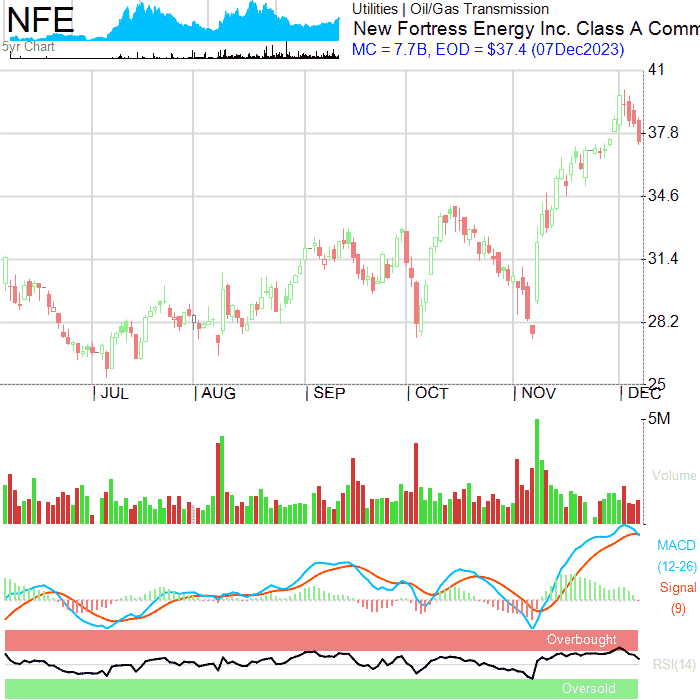 NFE
5yr Chart
Utilities | Oil/Gas Transmission
New Fortress Energy Inc. Class A Comm
MC = 7.7B, EOD = $37.4 (07Dec2023)
41
37.8
34.6
31.4
28.2
25
JUL AUG SEP OCT NOV DEC
5M
Volume
MACD
(12-26)
Signal
(9)
Overbought
RSI(14)
Oversold